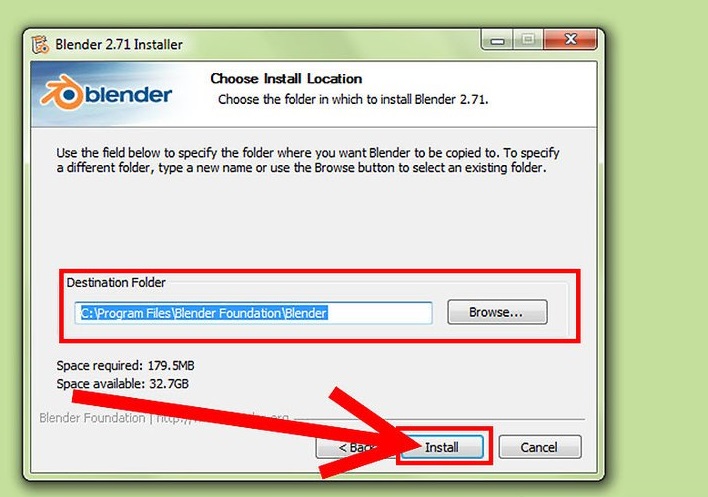 Blender 2.71 Installer
blender
Choose Install Location
Choose the folder in which to install Blender 2.71.
Use the field below to specify the folder where you want Blender to be copied to. To specify
a different folder, type a new name or use the Browse button to select an existing folder.
Destination Folder
C:\Program Files\Blender Foundation\Blender
Browse...
Space required: 179.5MB
Space available: 32.7GB
Blender Foundation |
< Back
Install
Cancel